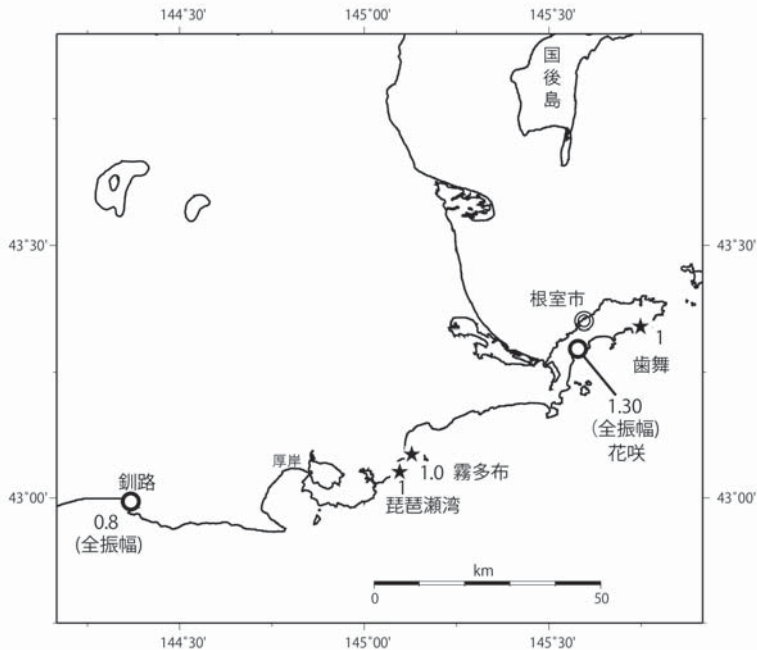 144°30'
145°00'
145°30'
国後島
43°30'
43°30'
根室市
1
歯舞
1.30
(全振幅)
花咲
厚岸
1.0 霧多布
1
琵琶瀬湾
釧路
43°00'
43°00'
0.8
(全振幅)
km
0
50
144°30'
145°00'
145°30'